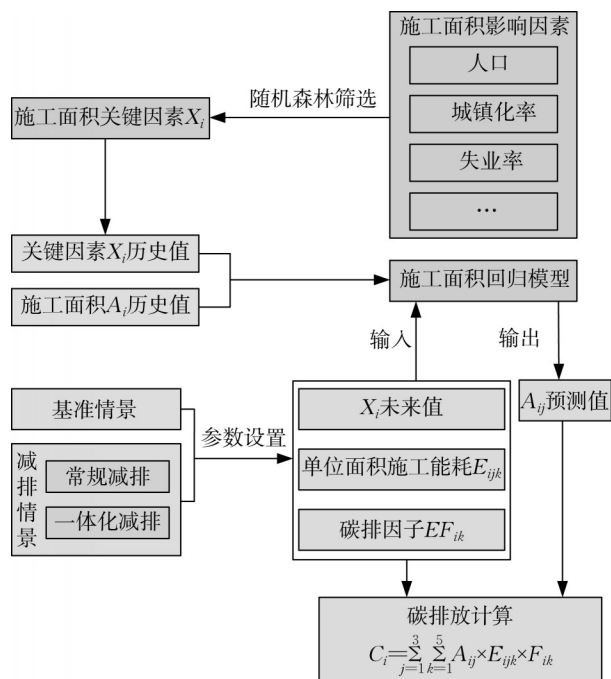 施工面积影响因素
人口
城镇化率
失业率
…
随机森林筛选
施工面积关键因素Xi
关键因素Xi历史值
施工面积Ai历史值
施工面积回归模型
输入
输出
基准情景
减排情景
常规减排
一体化减排
参数设置
Xi未来值
单位面积施工能耗Eijk
碳排因子EFik
Aij预测值
碳排放计算
Ci=∑³j=1 ∑⁵k=1 Aij×Eijk×Fik